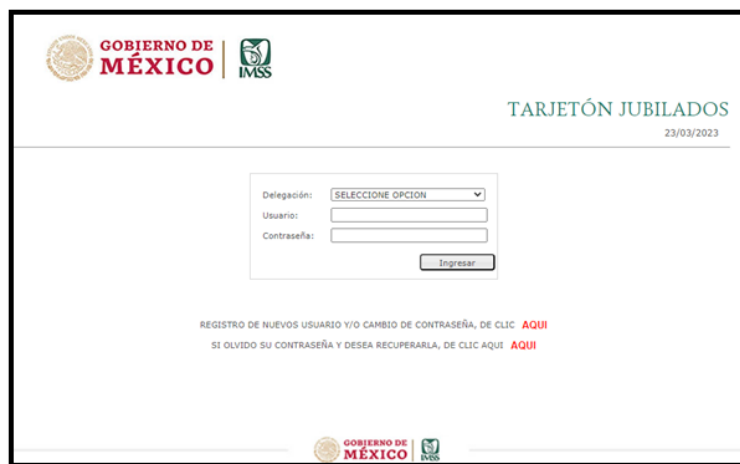 GOBIERNO DE
MÉXICO
IMSS
TARJETÓN JUBILADOS
23/03/2023
Delegación: SELECCIONE OPCION
Usuario:
Contraseña:
Ingresar
REGISTRO DE NUEVOS USUARIO Y/O CAMBIO DE CONTRASEÑA, DE CLIC AQUI
SI OLVIDO SU CONTRASEÑA Y DESEA RECUPERARLA, DE CLIC AQUI AQUI
GOBIERNO DE
MÉXICO
IMSS